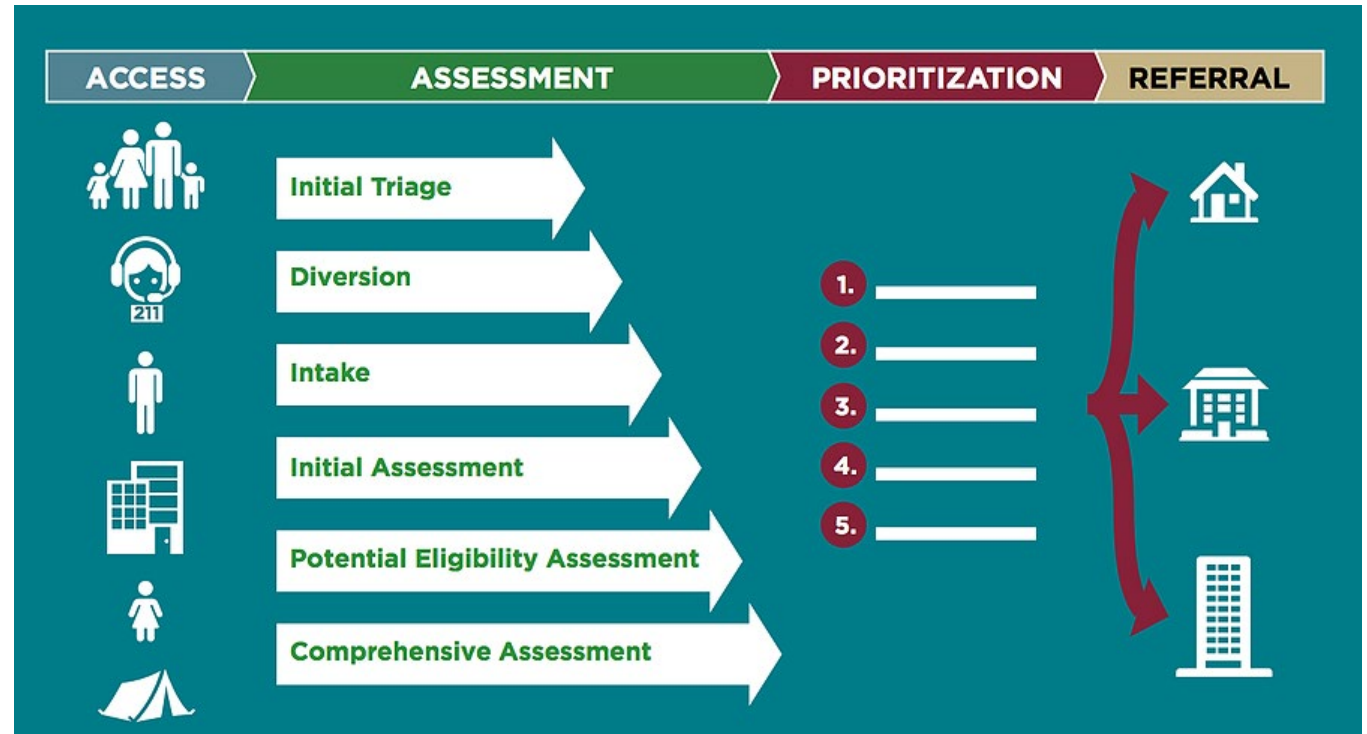 ACCESS
ASSESSMENT
PRIORITIZATION
REFERRAL
Initial Triage
Diversion
211
Intake
Initial Assessment
Potential Eligibility Assessment
Comprehensive Assessment
1.
2.
3.
4.
5.